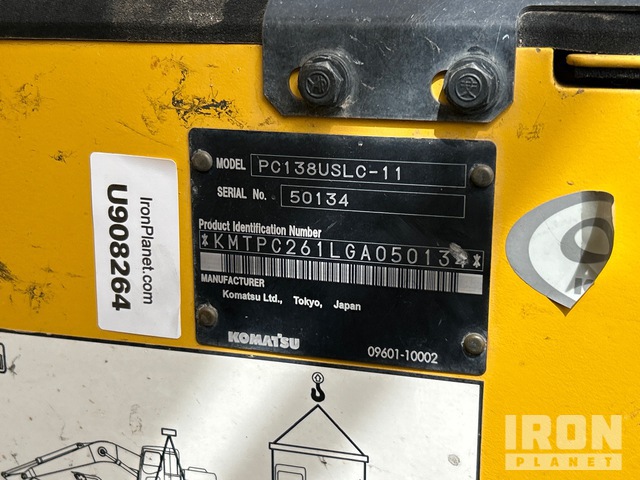 MODEL PC138USLC-11
SERIAL No. 50134
Product Identification Number
*KMTPC261LGA050134*
MANUFACTURER
Komatsu Ltd., Tokyo, Japan
KOMATSU 09601-10002
IronPlanet.com
U908264
IRON
PLANET